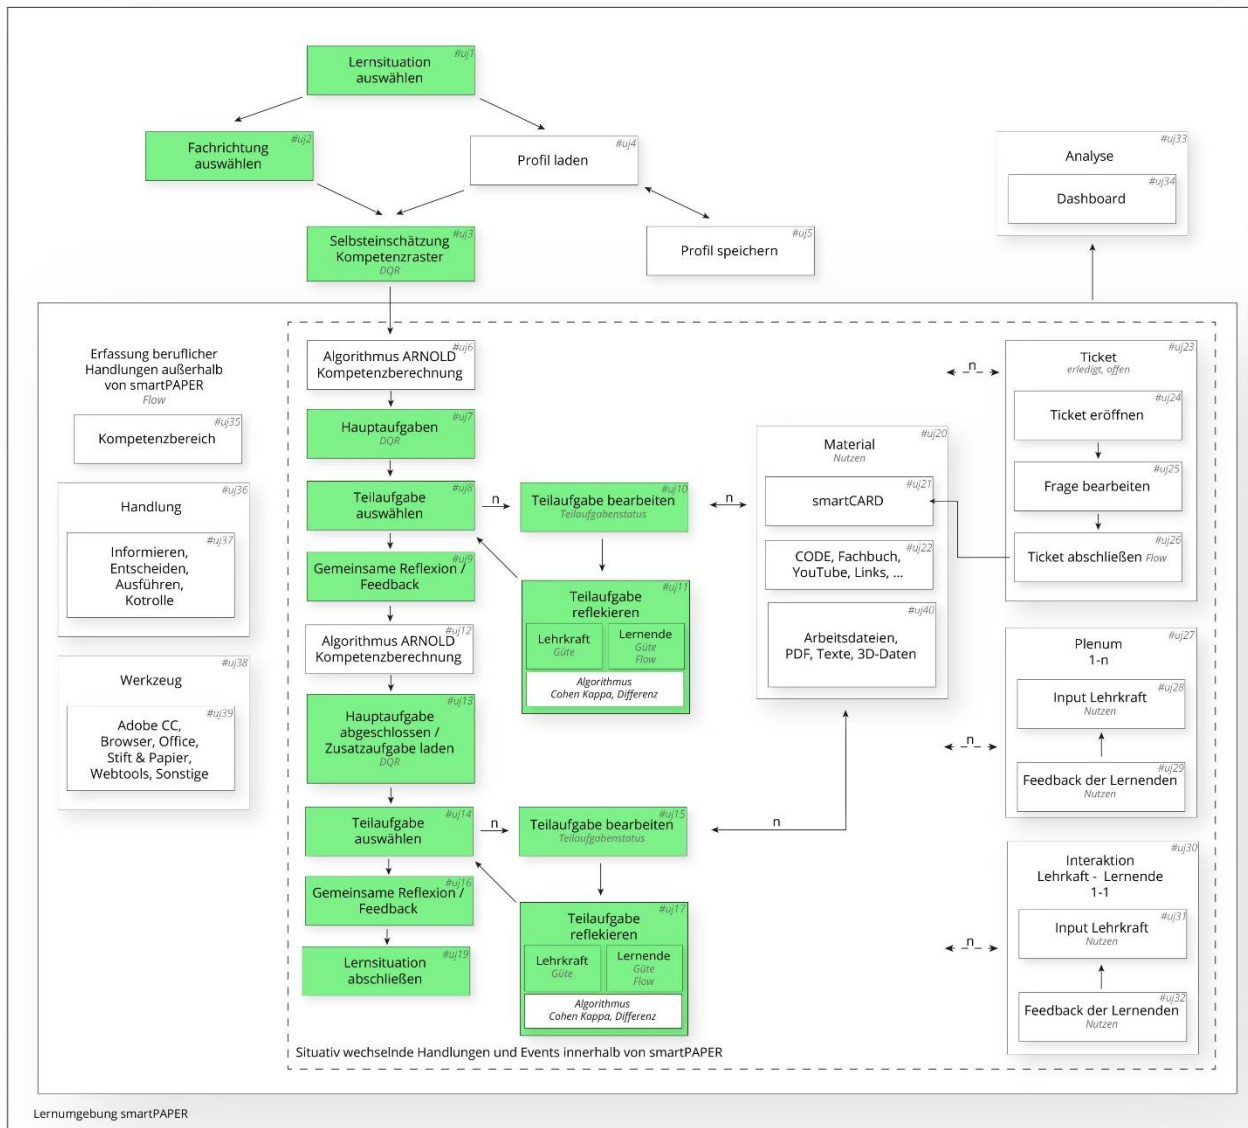 #uj1
Lernsituation
auswählen
#uj2
Fachrichtung
auswählen
#uj4
Profil laden
#uj3
Selbsteinschätzung
Kompetenzraster
DQR
#uj5
Profil speichern
#uj33
Analyse
#uj34
Dashboard
Erfassung beruflicher
Handlungen außerhalb
von smartPAPER
Flow
#uj35
Kompetenzbereich
#uj36
Handlung
#uj37
Informieren,
Entscheiden,
Ausführen,
Kotrolle
#uj38
Werkzeug
#uj39
Adobe CC,
Browser, Office,
Stift & Papier,
Webtools, Sonstige
#uj6
Algorithmus ARNOLD
Kompetenzberechnung
#uj7
Hauptaufgaben
DQR
#uj8
Teilaufgabe
auswählen
n
#uj10
Teilaufgabe bearbeiten
Teilaufgabenstatus
n
#uj9
Gemeinsame Reflexion /
Feedback
#uj11
Teilaufgabe
reflekieren
Lehrkraft
Güte
Lernende
Güte
Flow
Algorithmus
Cohen Kappa, Differenz
#uj12
Algorithmus ARNOLD
Kompetenzberechnung
#uj13
Hauptaufgabe
abgeschlossen /
Zusatzaufgabe laden
DQR
#uj14
Teilaufgabe
auswählen
n
#uj15
Teilaufgabe bearbeiten
Teilaufgabenstatus
n
#uj16
Gemeinsame Reflexion /
Feedback
#uj17
Teilaufgabe
reflekieren
Lehrkraft
Güte
Lernende
Güte
Flow
Algorithmus
Cohen Kappa, Differenz
#uj19
Lernsituation
abschließen
#uj20
Material
Nutzen
#uj21
smartCARD
#uj22
CODE, Fachbuch,
YouTube, Links, ...
#uj40
Arbeitsdateien,
PDF, Texte, 3D-Daten
n
#uj23
Ticket
erledigt, offen
#uj24
Ticket eröffnen
#uj25
Frage bearbeiten
#uj26
Ticket abschließen Flow
n
#uj27
Plenum
1-n
#uj28
Input Lehrkraft
Nutzen
#uj29
Feedback der Lernenden
Nutzen
n
#uj30
Interaktion
Lehrkaft - Lernende
1-1
#uj31
Input Lehrkraft
Nutzen
#uj32
Feedback der Lernenden
Nutzen
Situativ wechselnde Handlungen und Events innerhalb von smartPAPER
Lernumgebung smartPAPER